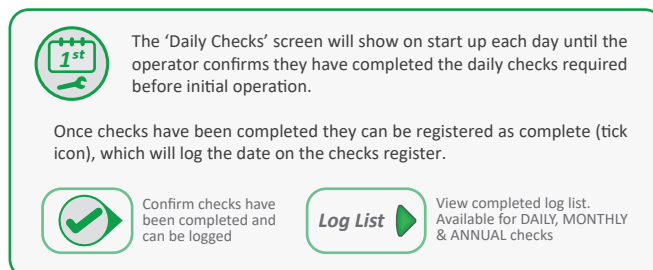 1st
The ‘Daily Checks’ screen will show on start up each day until the
operator confirms they have completed the daily checks required
before initial operation.
Once checks have been completed they can be registered as complete (tick
icon), which will log the date on the checks register.
Confirm checks have
been completed and
can be logged
Log List
View completed log list.
Available for DAILY, MONTHLY
& ANNUAL checks